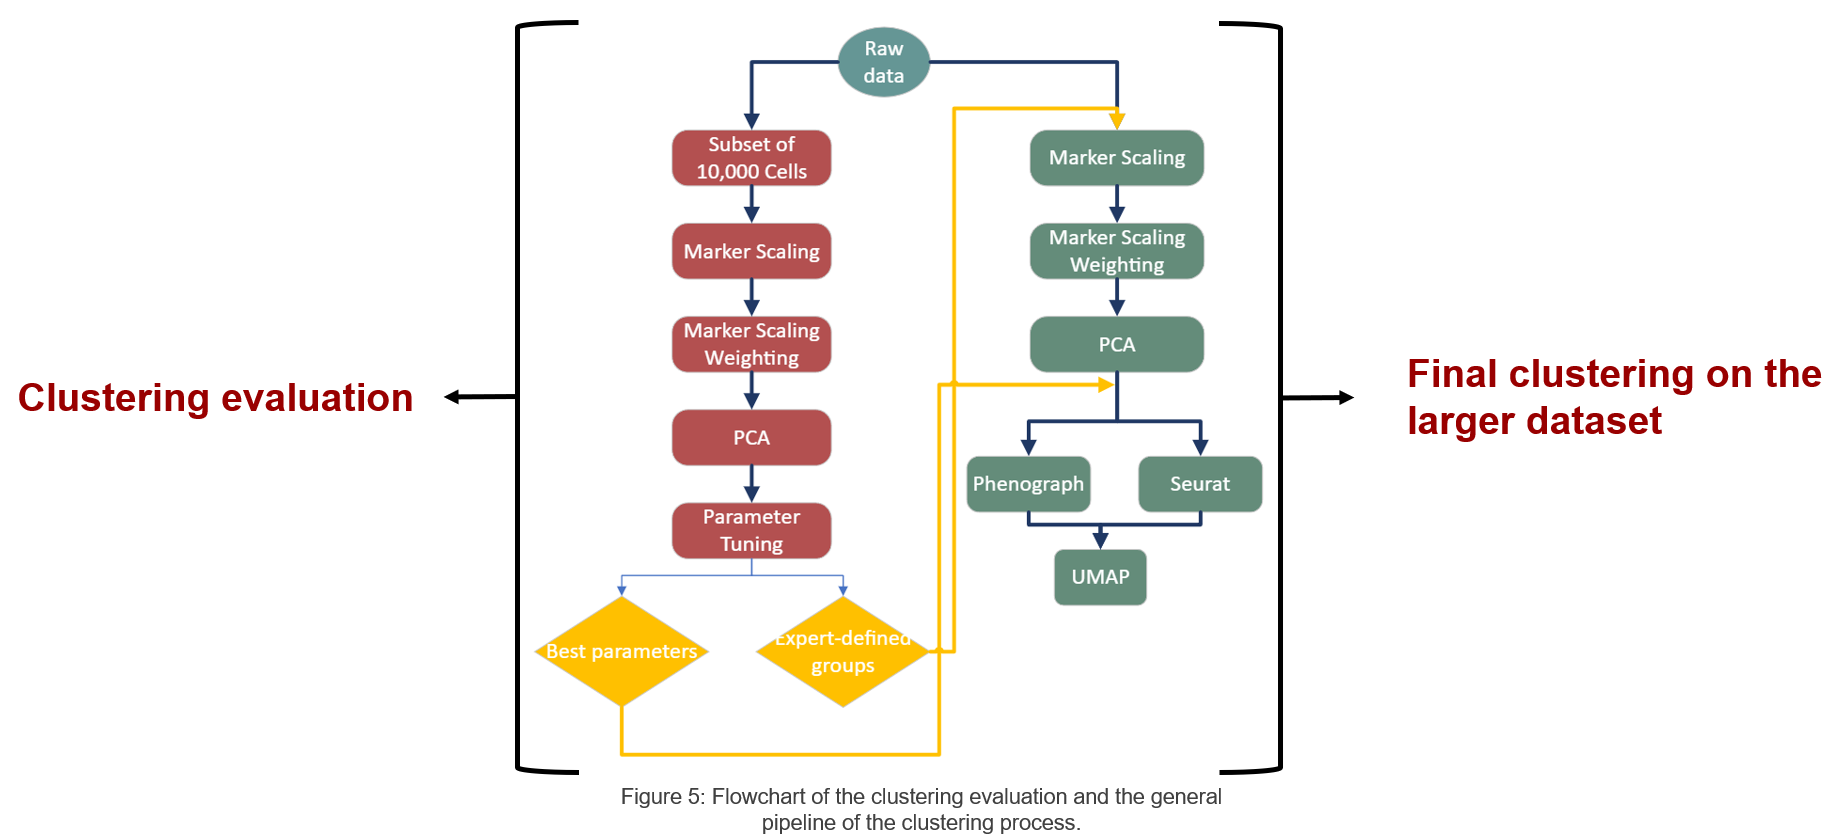 Raw
data
Subset of
10,000 Cells
Marker Scaling
Marker Scaling
Weighting
PCA
Parameter
Tuning
Best parameters
Expert-defined
groups
Marker Scaling
Marker Scaling
Weighting
PCA
Phenograph
Seurat
UMAP
Clustering evaluation
Final clustering on the
larger dataset
Figure 5: Flowchart of the clustering evaluation and the general
pipeline of the clustering process.